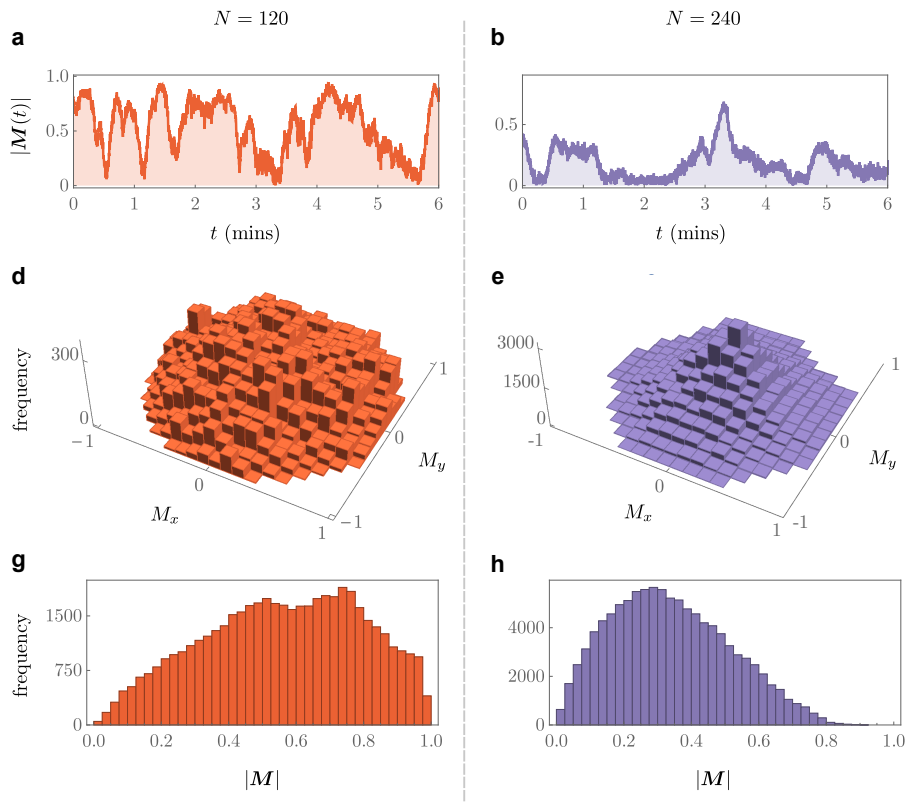 N = 120
N = 240
a
b
|M(t)|
1.0
0.5
0
0 1 2 3 4 5 6
t (mins)
0.5
0
0 1 2 3 4 5 6
t (mins)
d
e
frequency
300
0
−1
0
1
M_x
−1
0
1
M_y
3000
1500
0
-1
0
1
M_x
-1
0
1
M_y
g
h
frequency
1500
750
0
0.0 0.2 0.4 0.6 0.8 1.0
|M|
4000
2000
0
0.0 0.2 0.4 0.6 0.8 1.0
|M|